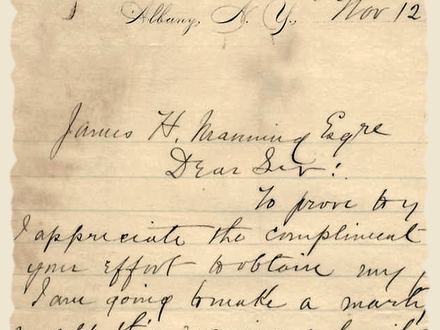 Albany, N. Y. Nov 12
James H. Manning Esqre
Dear Sir:
To prove
I appreciate the compliment
your effort to obtain my
I am going to make a mark,